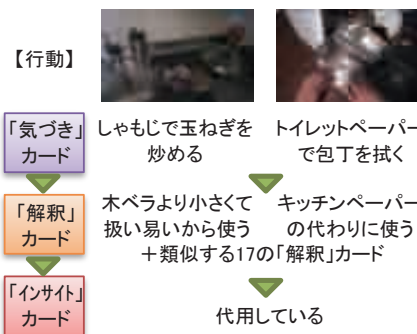 【行動】
「気づき」
カード
しゃもじで玉ねぎを
炒める
トイレットペーパー
で包丁を拭く
「解釈」
カード
木ベラより小さくて
扱い易いから使う
キッチンペーパー
の代わりに使う
＋類似する17の「解釈」カード
「インサイト」
カード
代用している